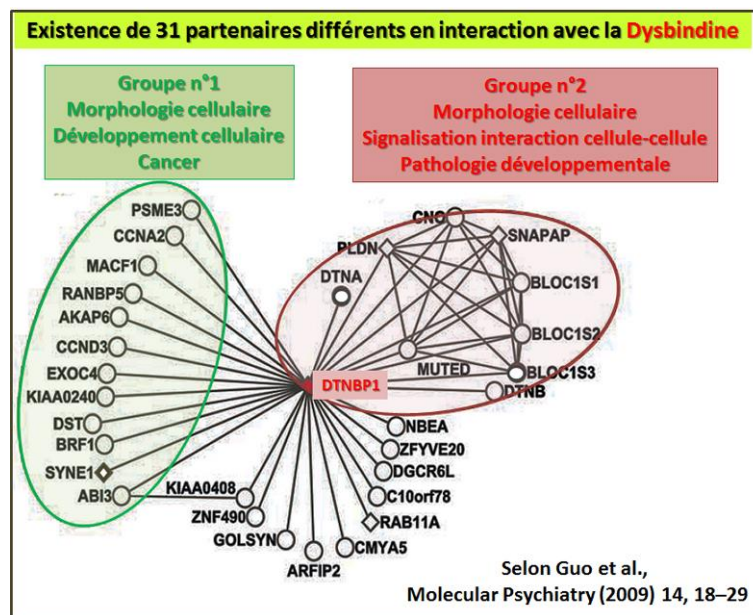 Existence de 31 partenaires différents en interaction avec la Dysbindine
Groupe n°1
Morphologie cellulaire
Développement cellulaire
Cancer
Groupe n°2
Morphologie cellulaire
Signalisation interaction cellule-cellule
Pathologie développementale
PSME3
CCNA2
MACF1
RANBP5
AKAP6
CCND3
EXOC4
KIAA0240
DST
BRF1
SYNE1
ABI3
CNO
SNAPAP
PLDN
DTNA
BLOC1S1
BLOC1S2
MUTED
BLOC1S3
DTNBP1
DTNB
NBEA
ZFYVE20
DGCR6L
C10orf78
RAB11A
CMYA5
ARFIP2
GOLSYN
ZNF490
KIAA0408
Selon Guo et al.,
Molecular Psychiatry (2009) 14, 18–29